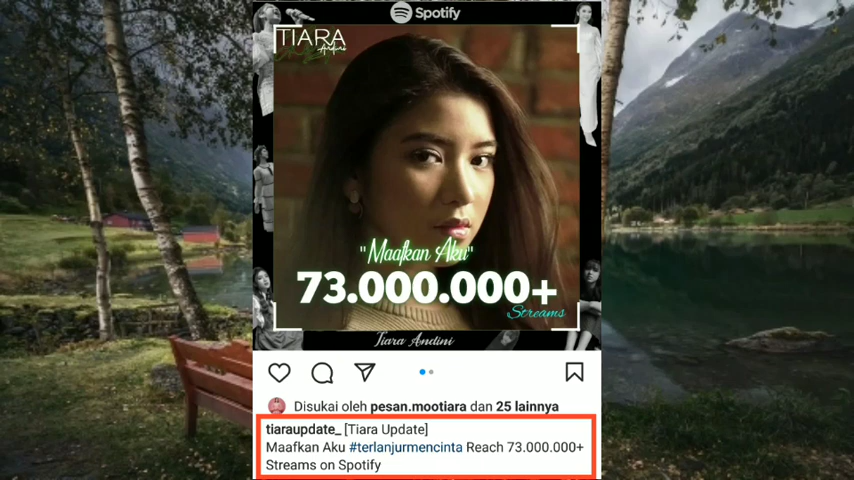 Spotify
TIARA
Andini
"Maafkan Aku"
73.000.000+
Streams
Tiara Andini
Disukai oleh pesan.mootiara dan 25 lainnya
tiaraupdate_ [Tiara Update]
Maafkan Aku #terlanjurmencinta Reach 73.000.000+
Streams on Spotify